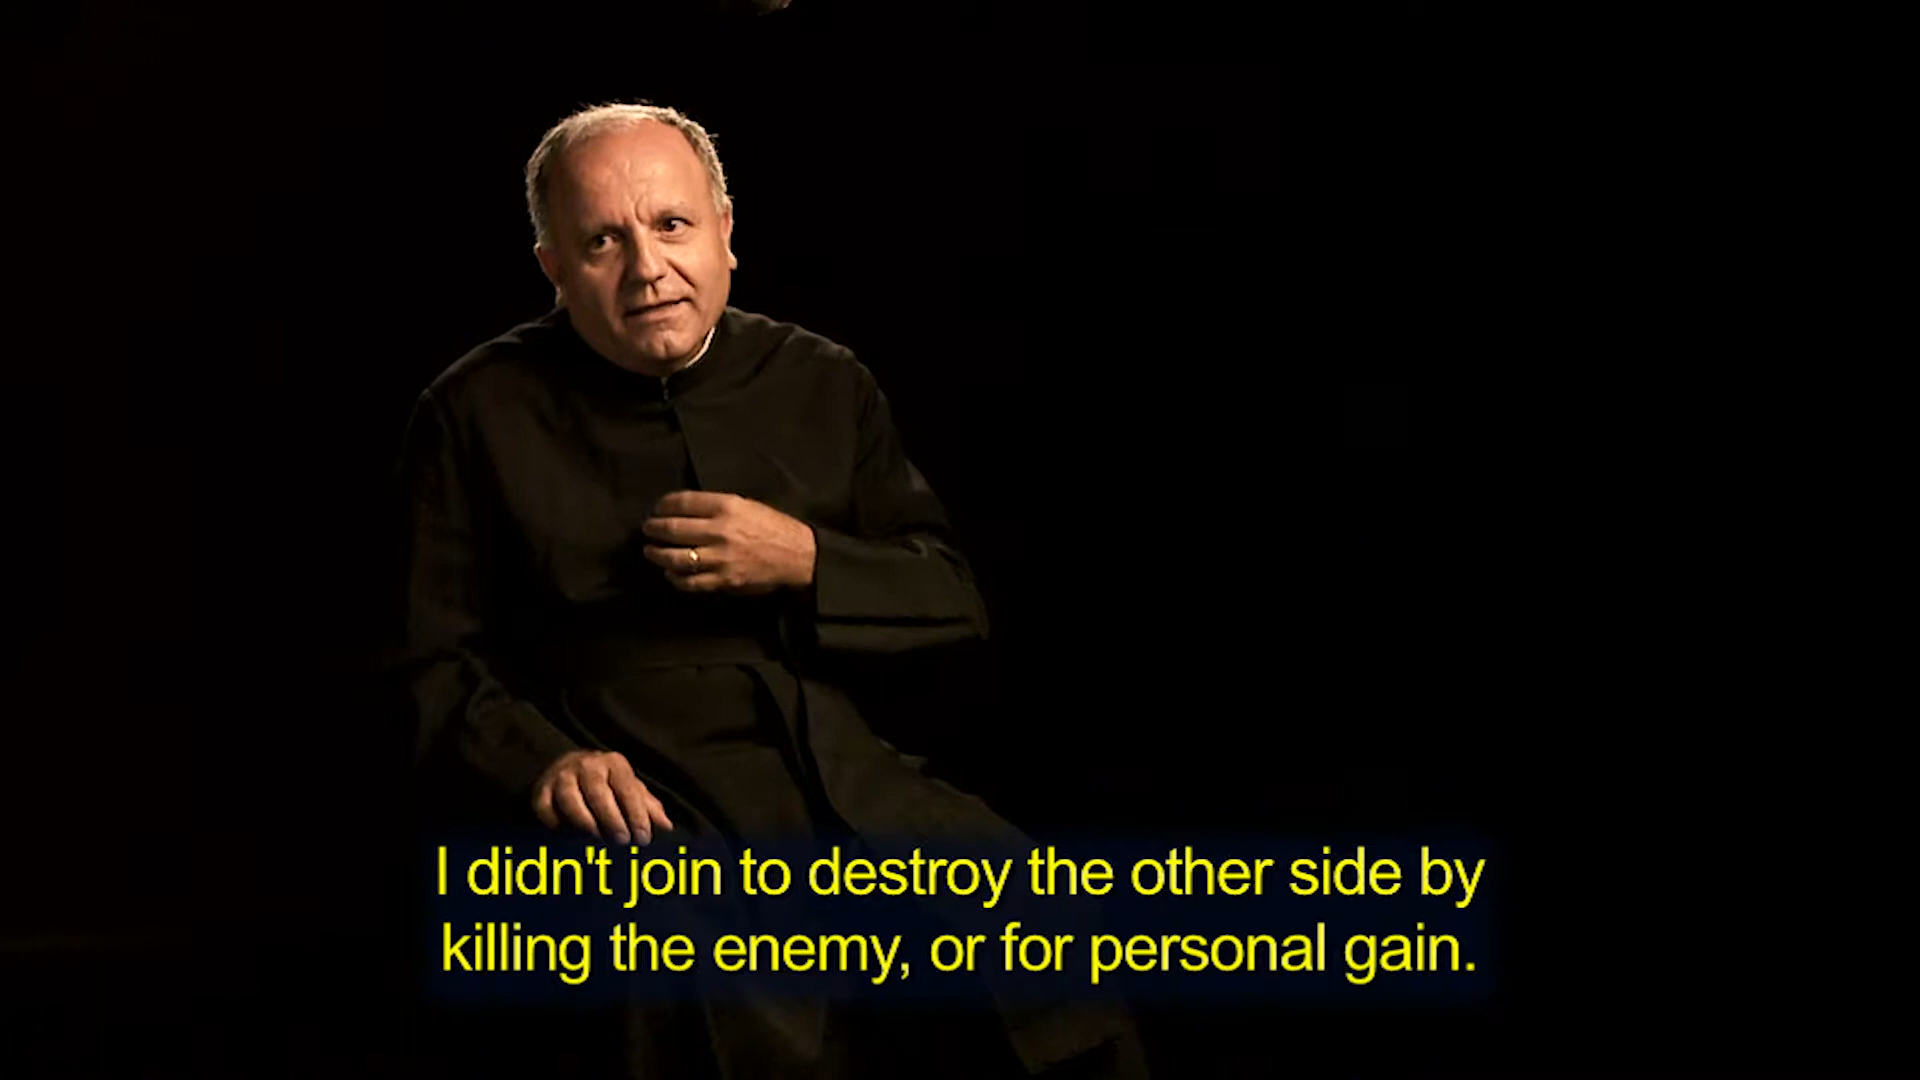 I didn't join to destroy the other side by
killing the enemy, or for personal gain.